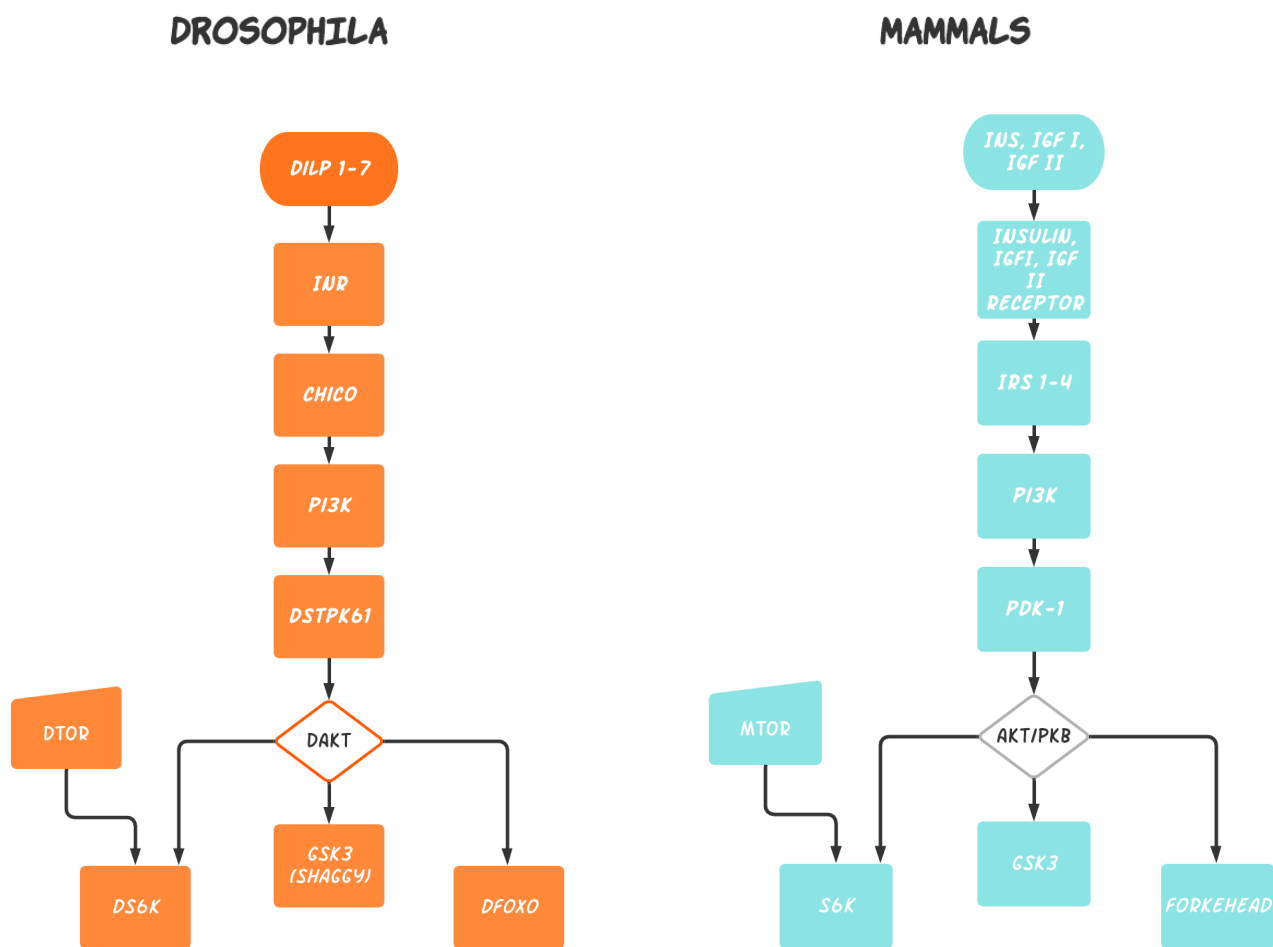 DROSOPHILA
DILP 1-7
INR
CHICO
PI3K
DSTPK61
DTOR
DAKT
GSK3
(SHAGGY)
DS6K
DFOXO
MAMMALS
INS, IGF I,
IGF II
INSULIN,
IGFI, IGF
II
RECEPTOR
IRS 1-4
PI3K
PDK-1
MTOR
AKT/PKB
GSK3
S6K
FORKEHEAD